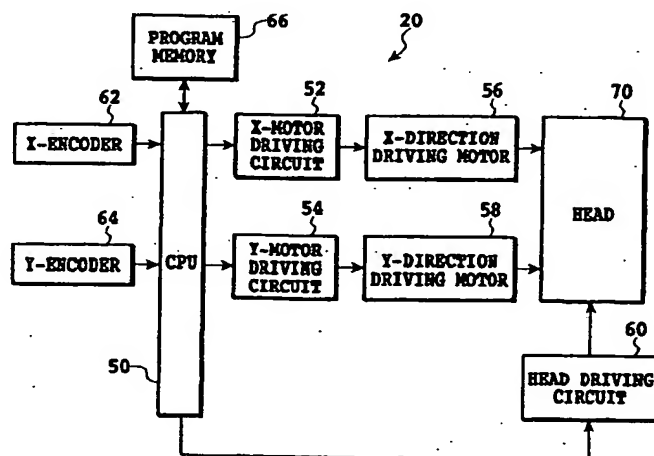 66
20
PROGRAM
MEMORY
62
52
56
70
X-ENCODER
X-MOTOR
DRIVING
CIRCUIT
X-DIRECTION
DRIVING MOTOR
HEAD
64
54
58
Y-ENCODER
CPU
Y-MOTOR
DRIVING
CIRCUIT
Y-DIRECTION
DRIVING MOTOR
50
60
HEAD DRIVING
CIRCUIT